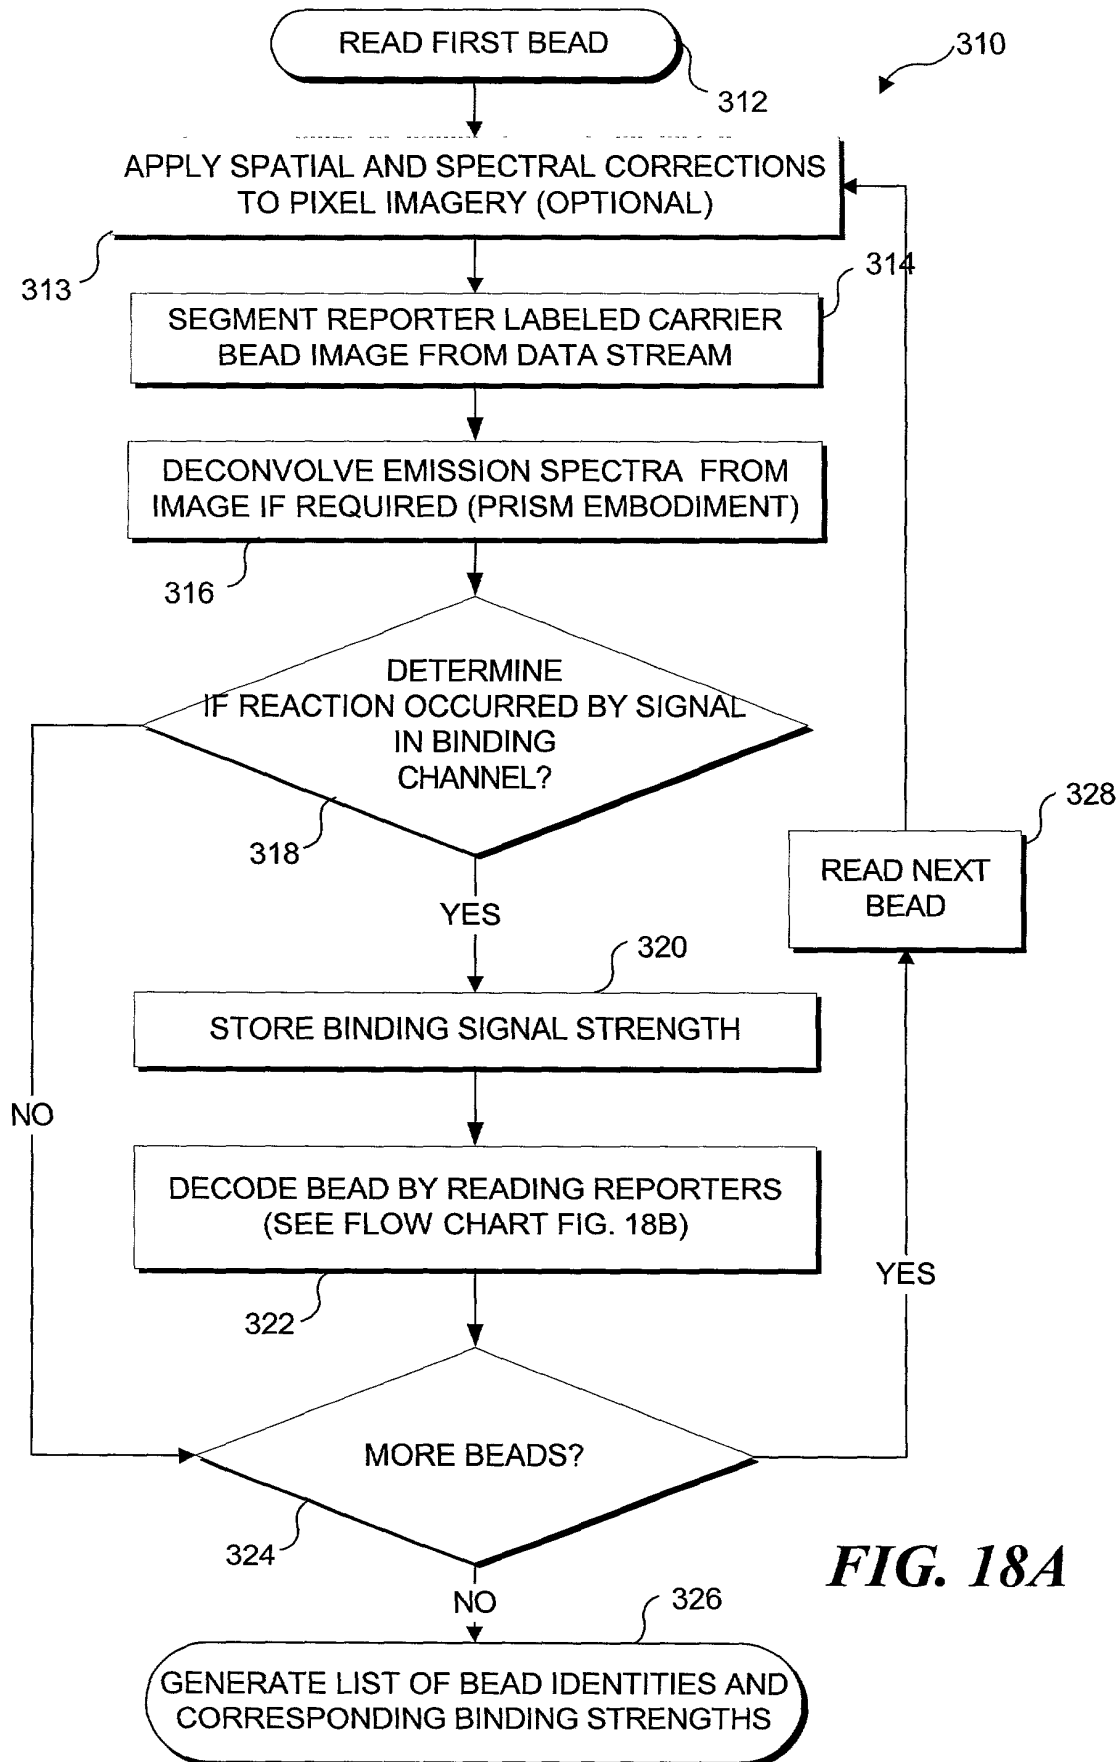 READ FIRST BEAD
310
312
APPLY SPATIAL AND SPECTRAL CORRECTIONS
TO PIXEL IMAGERY (OPTIONAL)
313
314
SEGMENT REPORTER LABELED CARRIER
BEAD IMAGE FROM DATA STREAM
DECONVOLVE EMISSION SPECTRA FROM
IMAGE IF REQUIRED (PRISM EMBODIMENT)
316
DETERMINE
IF REACTION OCCURRED BY SIGNAL
IN BINDING
CHANNEL?
318
328
READ NEXT
BEAD
YES
320
STORE BINDING SIGNAL STRENGTH
NO
DECODE BEAD BY READING REPORTERS
(SEE FLOW CHART FIG. 18B)
322
YES
MORE BEADS?
324
FIG. 18A
NO
326
GENERATE LIST OF BEAD IDENTITIES AND
CORRESPONDING BINDING STRENGTHS